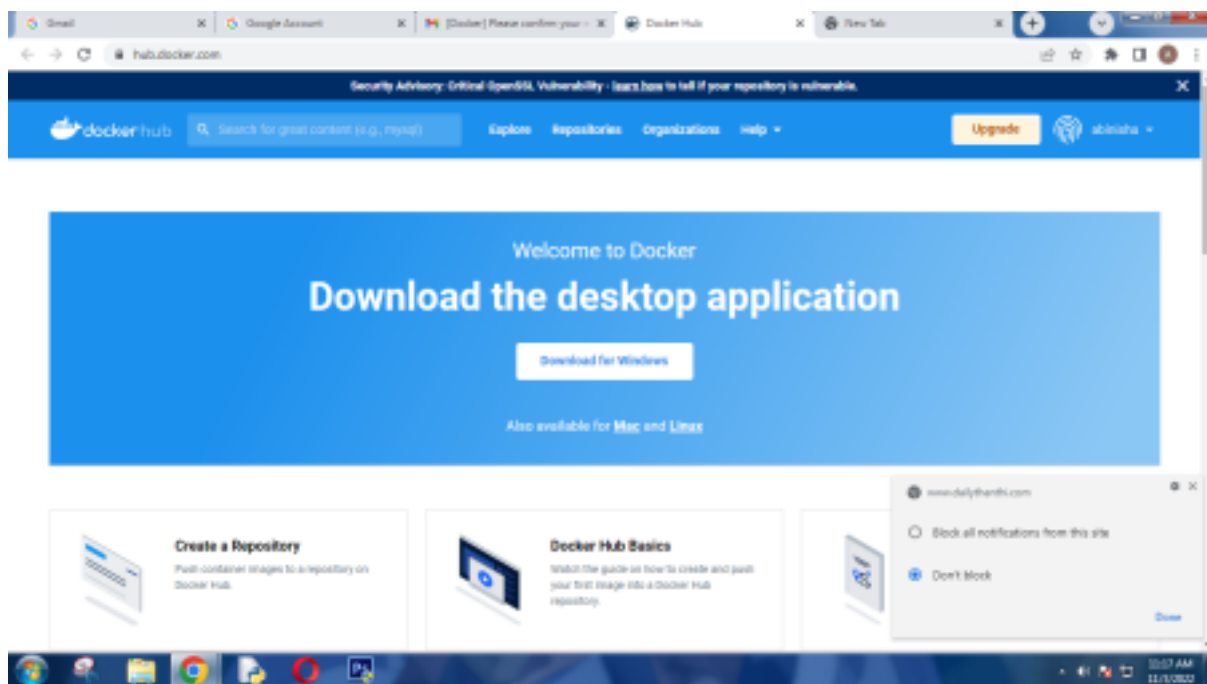 Gmail
Google Account
[Docker] Please confirm your
Docker Hub
New Tab
hub.docker.com
Security Advisory: Critical OpenSSL Vulnerability - learn how to tell if your repository is vulnerable.
docker hub
Search for great content (e.g., mysql)
Explore Repositories Organizations Help
Upgrade
abinisha
Welcome to Docker
Download the desktop application
Download for Windows
Also available for Mac and Linux
Create a Repository
Push container images to a repository on
Docker Hub.
Docker Hub Basics
Watch the guide on how to create and push
your first image into a Docker Hub
repository.
www.dailythanthi.com
Block all notifications from this site
Don't block
Done
Ps
11:57 AM